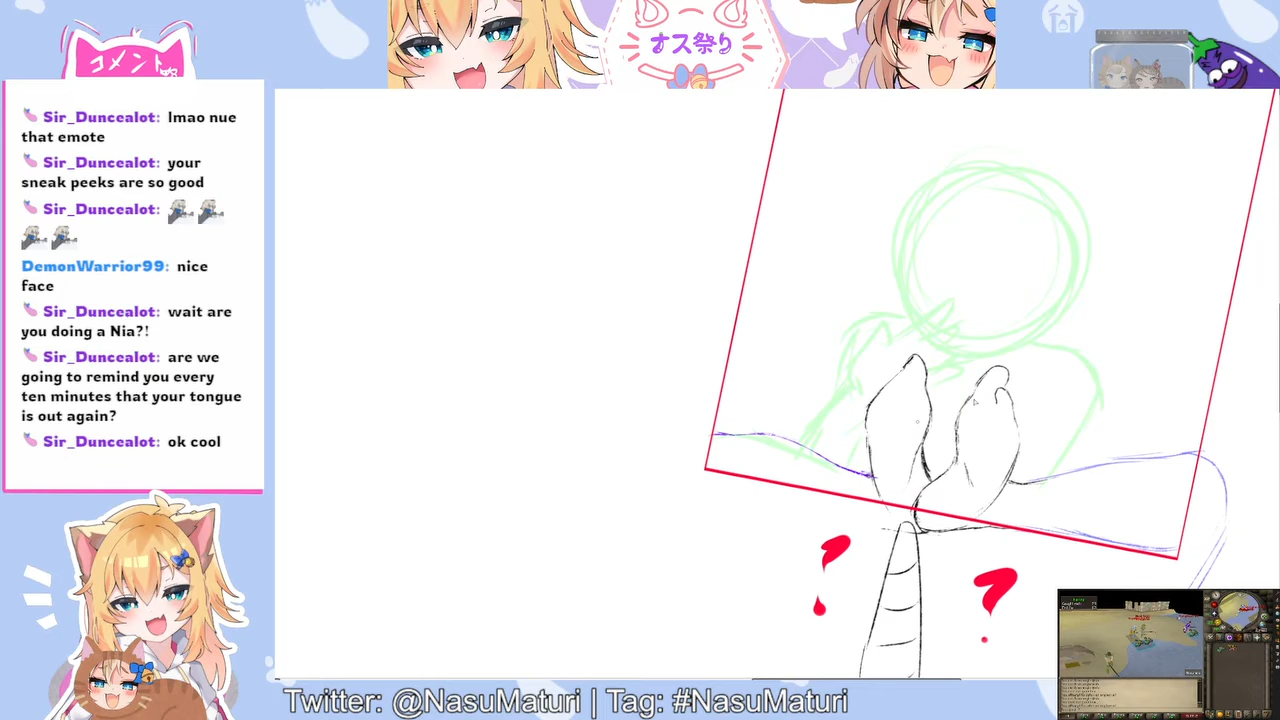 コメント
オス祭り
Sir_Duncealot: lmao nue
that emote
Sir_Duncealot: your
sneak peeks are so good
Sir_Duncealot:
DemonWarrior99: nice
face
Sir_Duncealot: wait are
you doing a Nia?!
Sir_Duncealot: are we
going to remind you every
ten minutes that your tongue
is out again?
Sir_Duncealot: ok cool
? ?
Twitter: @NasuMaturi | Tag: #NasuMaturi